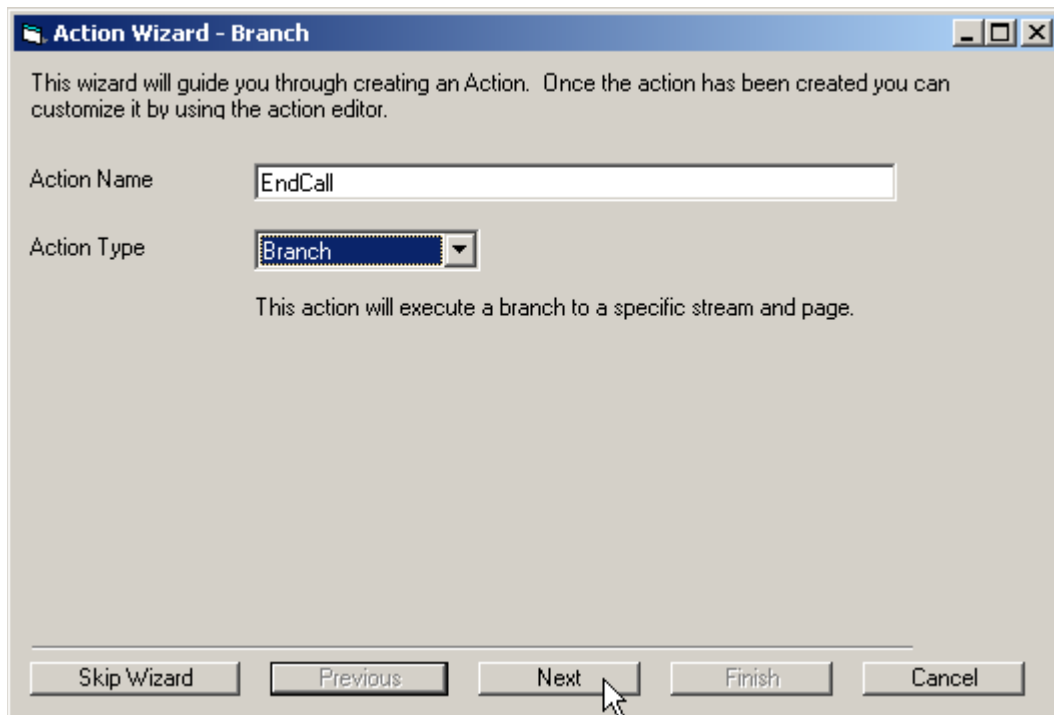 Action Wizard - Branch
This wizard will guide you through creating an Action.  Once the action has been created you can
customize it by using the action editor.
Action Name
EndCall
Action Type
Branch
This action will execute a branch to a specific stream and page.
Skip Wizard
Previous
Next
Finish
Cancel